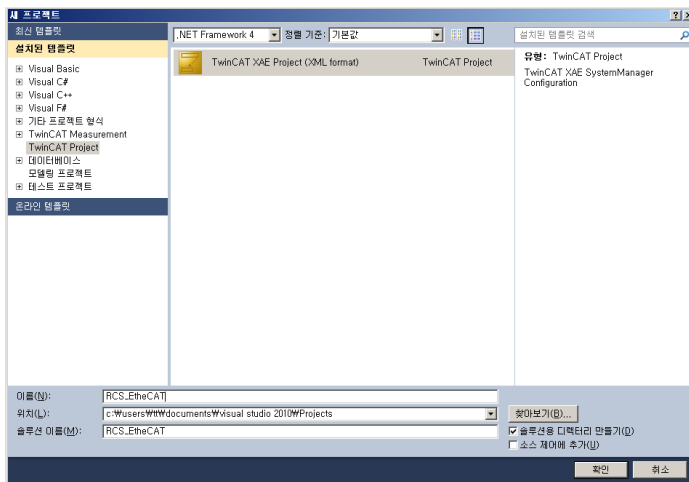 새 프로젝트
최신 템플릿
.NET Framework 4 정렬 기준: 기본값
설치된 템플릿 검색
설치된 템플릿
Visual Basic
Visual C#
Visual C++
Visual F#
기타 프로젝트 형식
TwinCAT Measurement
TwinCAT Project
데이터베이스
모델링 프로젝트
테스트 프로젝트
온라인 템플릿
TwinCAT XAE Project (XML format) TwinCAT Project
유형: TwinCAT Project
TwinCAT XAE SystemManager
Configuration
이름(N): RCS_EtheCAT
위치(L): c:₩users₩tt₩documents₩visual studio 2010₩Projects
찾아보기(B)...
솔루션 이름(M): RCS_EtheCAT
솔루션용 디렉터리 만들기(D)
소스 제어에 추가(U)
확인 취소